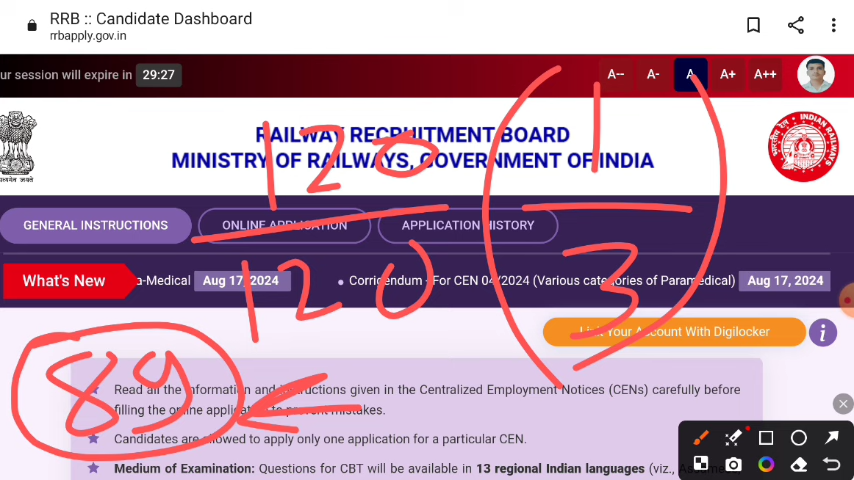 RRB :: Candidate Dashboard
rrbapply.gov.in
ur session will expire in 29:27 A-- A- A A+ A++
RAILWAY RECRUITMENT BOARD
MINISTRY OF RAILWAYS, GOVERNMENT OF INDIA
INDIAN RAILWAYS
120
120
1
3
GENERAL INSTRUCTIONS ONLINE APPLICATION APPLICATION HISTORY
What's New a-Medical Aug 17, 2024 Corrigendum - For CEN 04/2024 (Various categories of Paramedical) Aug 17, 2024
Link Your Account With Digilocker i
89
Read all the information and instructions given in the Centralized Employment Notices (CENs) carefully before
filling the online application to prevent mistakes.
Candidates are allowed to apply only one application for a particular CEN.
Medium of Examination: Questions for CBT will be available in 13 regional Indian languages (viz.,